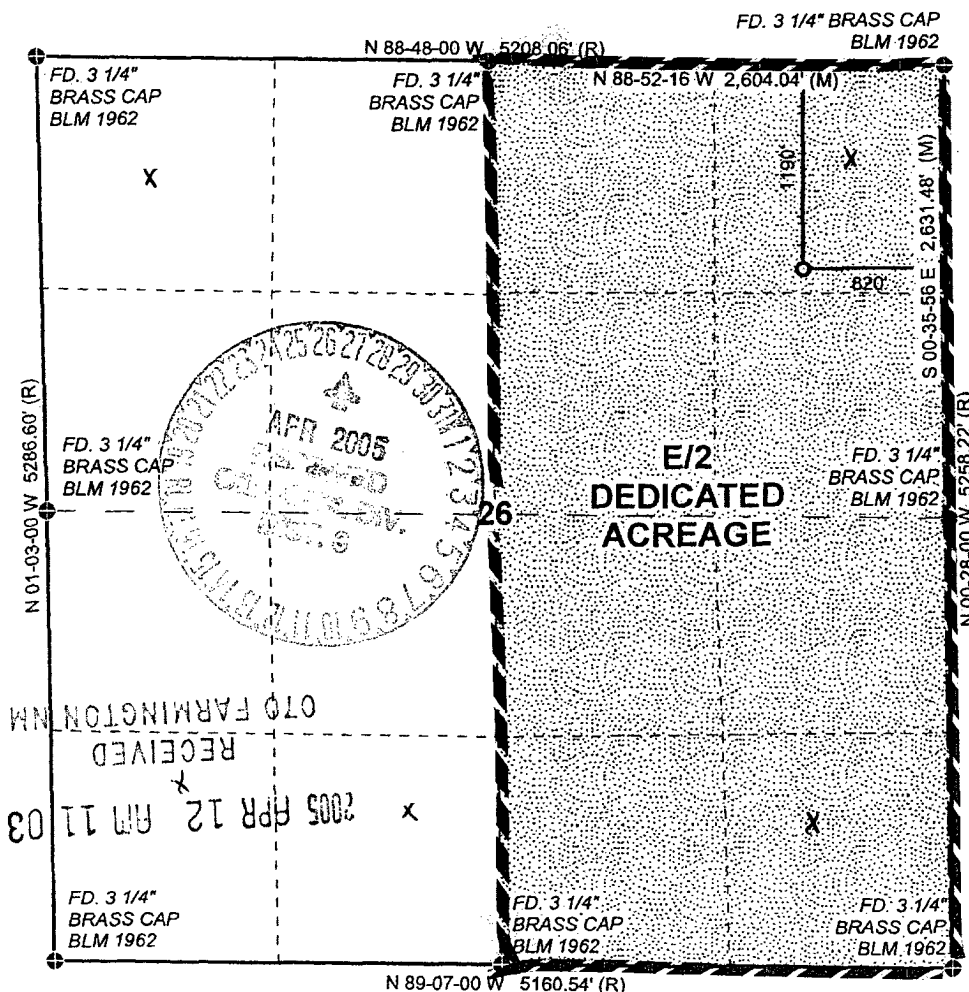 FD. 3 1/4" BRASS CAP
BLM 1962
N 88-48-00 W 5208.06' (R)
FD. 3 1/4"
BRASS CAP
BLM 1962
FD. 3 1/4"
BRASS CAP
BLM 1962
N 88-52-16 W 2,604.04' (M)
X
X
1190'
820'
S 00-35-56 E 2,631.48' (M)
N 01-03-00 W 5286.60' (R)
FD. 3 1/4"
BRASS CAP
BLM 1962
APR 2005
26
E/2
DEDICATED
ACREAGE
FD. 3 1/4"
BRASS CAP
BLM 1962
N 00-28-00 W 5258.22' (R)
2005 APR 12 AM 11 03
RECEIVED
070 FARMINGTON NM
X
X
X
FD. 3 1/4"
BRASS CAP
BLM 1962
FD. 3 1/4"
BRASS CAP
BLM 1962
FD. 3 1/4"
BRASS CAP
BLM 1962
N 89-07-00 W 5160.54' (R)